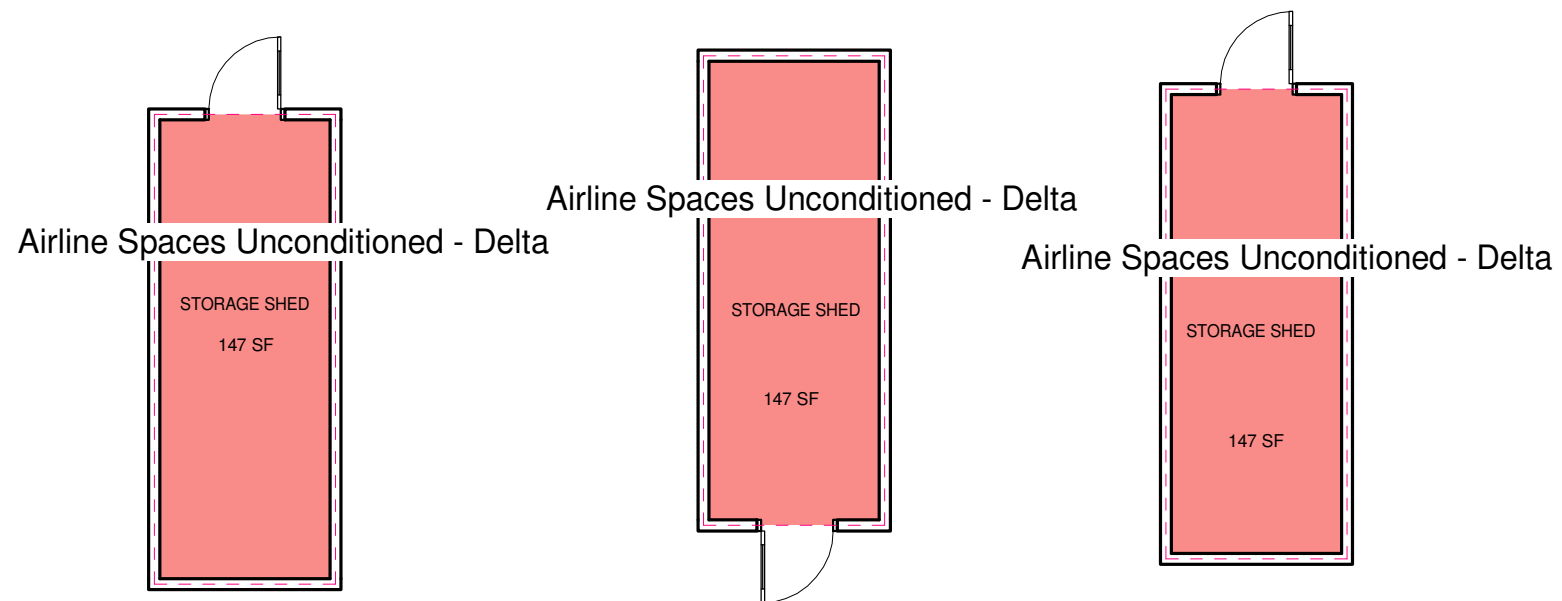 Airline Spaces Unconditioned - Delta
STORAGE SHED
147 SF
Airline Spaces Unconditioned - Delta
STORAGE SHED
147 SF
Airline Spaces Unconditioned - Delta
STORAGE SHED
147 SF